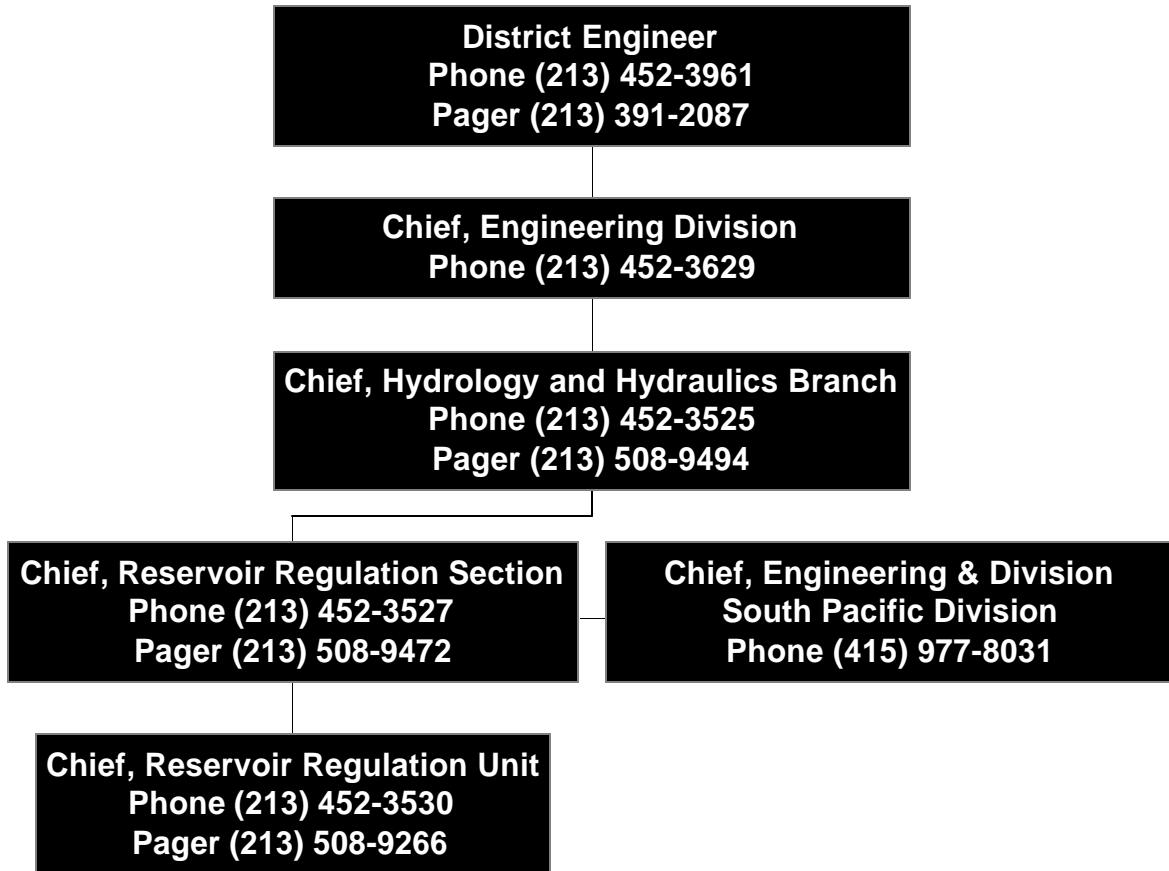 District Engineer
Phone (213) 452-3961
Pager (213) 391-2087
Chief, Engineering Division
Phone (213) 452-3629
Chief, Hydrology and Hydraulics Branch
Phone (213) 452-3525
Pager (213) 508-9494
Chief, Reservoir Regulation Section
Phone (213) 452-3527
Pager (213) 508-9472
Chief, Engineering & Division
South Pacific Division
Phone (415) 977-8031
Chief, Reservoir Regulation Unit
Phone (213) 452-3530
Pager (213) 508-9266